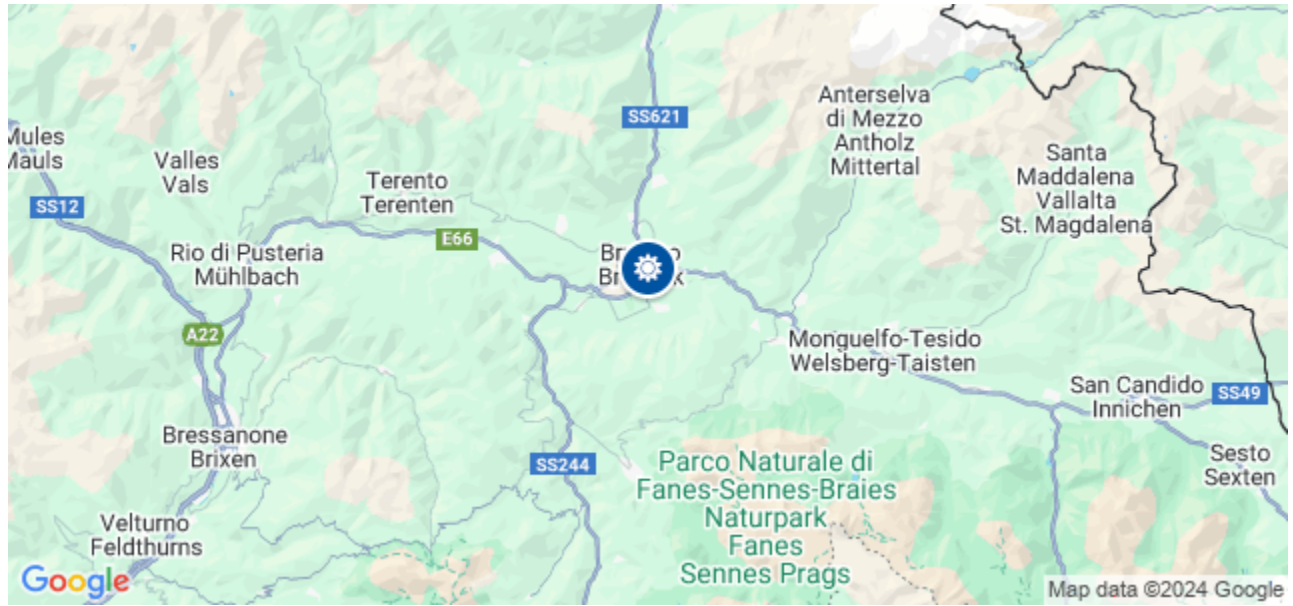 Anterselva
di Mezzo
Antholz
Mittertal
SS621
Mules
Mauls
Valles
Vals
Santa
Maddalena
Vallalta
St. Magdalena
Terento
Terenten
SS12
E66
Rio di Pusteria
Mühlbach
A22
Monguelfo-Tesido
Welsberg-Taisten
San Candido
Innichen
SS49
Bressanone
Brixen
SS244
Parco Naturale di
Fanes-Sennes-Braies
Naturpark
Fanes
Sennes Prags
Sesto
Sexten
Velturno
Feldthurns
Google
Map data ©2024 Google